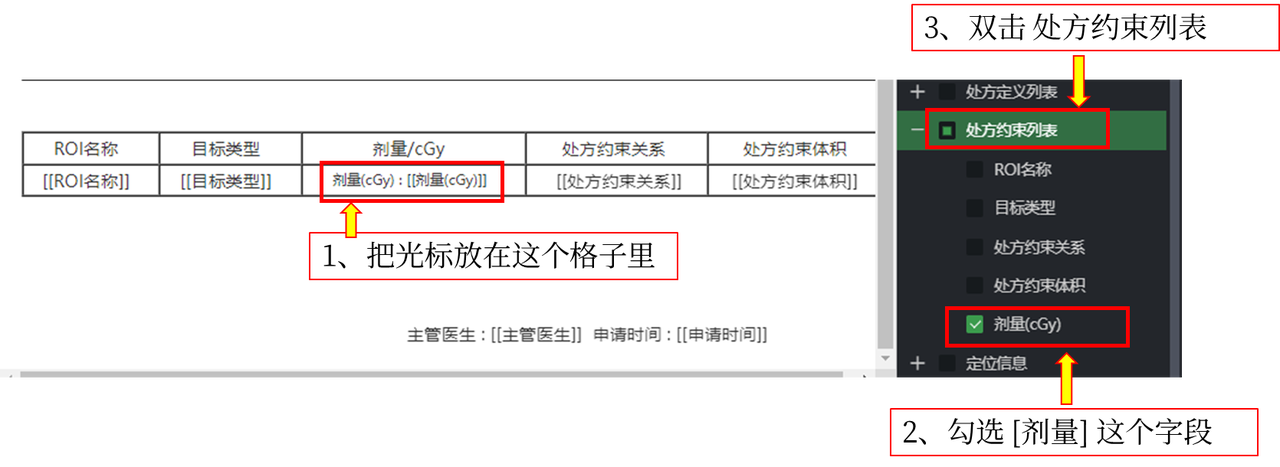 3、双击 处方约束列表
处方定义列表
处方约束列表
ROI名称 目标类型 剂量/cGy 处方约束关系 处方约束体积
[[ROI名称]] [[目标类型]] 剂量(cGy) : [[剂量(cGy)]] [[处方约束关系]] [[处方约束体积]]
ROI名称
目标类型
处方约束关系
处方约束体积
剂量(cGy)
定位信息
1、把光标放在这个格子里
主管医生 : [[主管医生]] 申请时间 : [[申请时间]]
2、勾选 [剂量] 这个字段